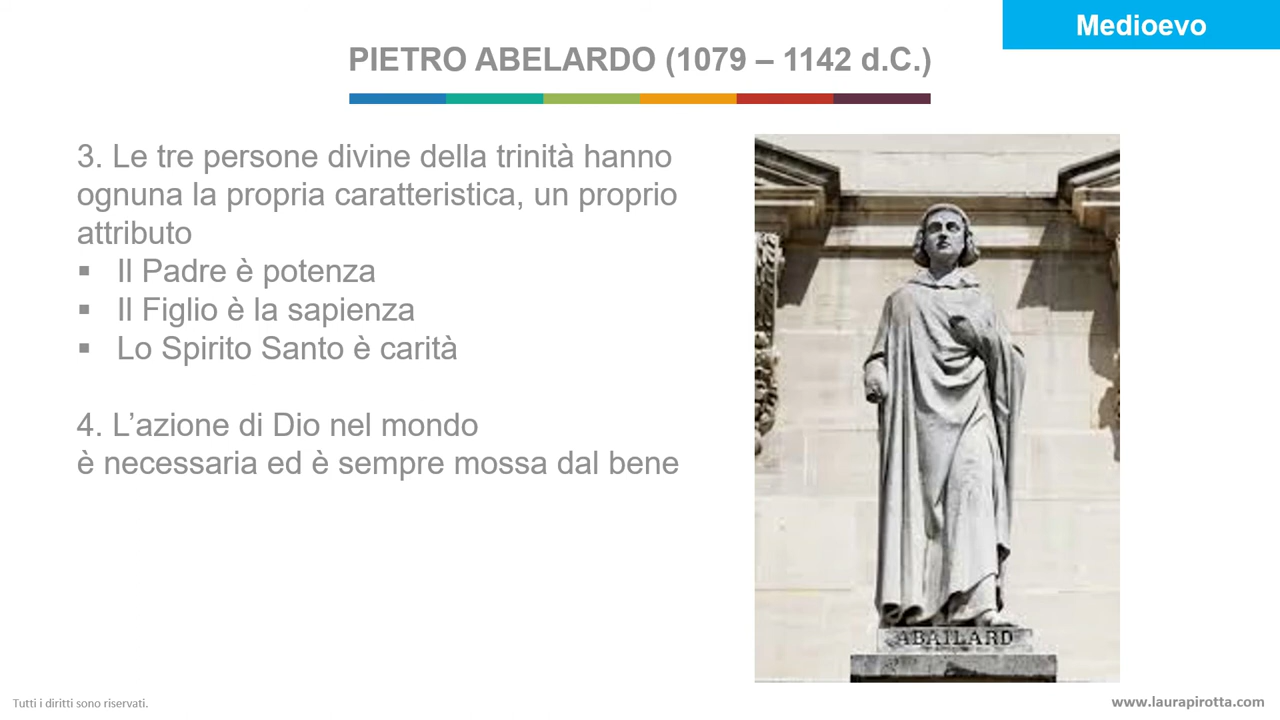 Medioevo
PIETRO ABELARDO (1079 – 1142 d.C.)
3. Le tre persone divine della trinità hanno
ognuna la propria caratteristica, un proprio
attributo
▪ Il Padre è potenza
▪ Il Figlio è la sapienza
▪ Lo Spirito Santo è carità
4. L’azione di Dio nel mondo
è necessaria ed è sempre mossa dal bene
ABAILARD
Tutti i diritti sono riservati.
www.laurapirotta.com